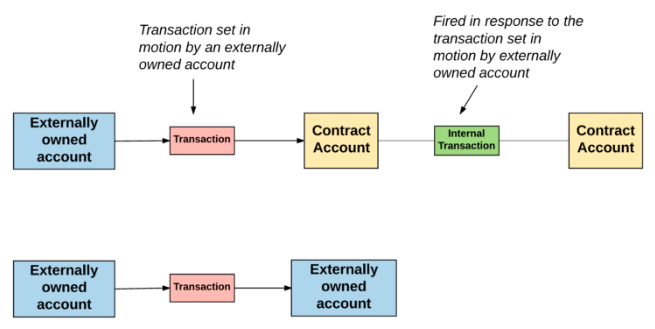 Transaction set in
motion by an externally
owned account
Fired in response to the
transaction set in
motion by externally
owned account
Externally
owned
account
Transaction
Contract
Account
Internal
Transaction
Contract
Account
Externally
owned
account
Transaction
Externally
owned
account